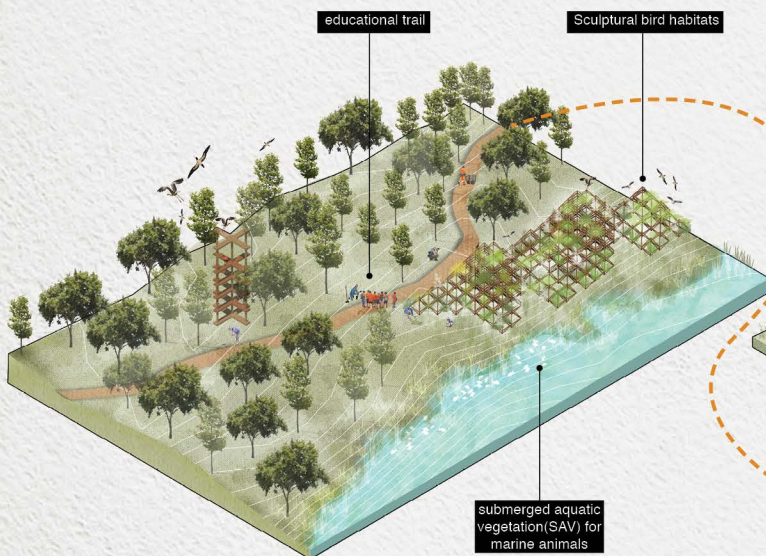 educational trail
Sculptural bird habitats
submerged aquatic
vegetation(SAV) for
marine animals